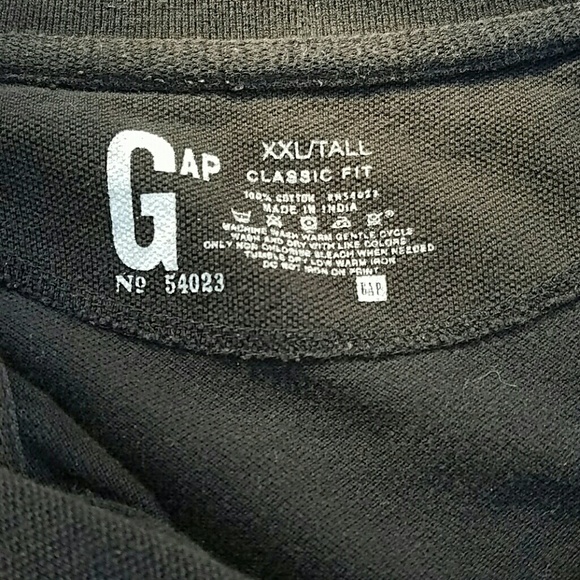 GAP
Nº 54023
XXL/TALL
CLASSIC FIT
100% COTTON RN54023
MADE IN INDIA
MACHINE WASH WARM GENTLE CYCLE
WASH AND DRY WITH LIKE COLORS
ONLY NON CHLORINE BLEACH WHEN NEEDED
TUMBLE DRY LOW WARM IRON
DO NOT IRON ON PRINT
GAP